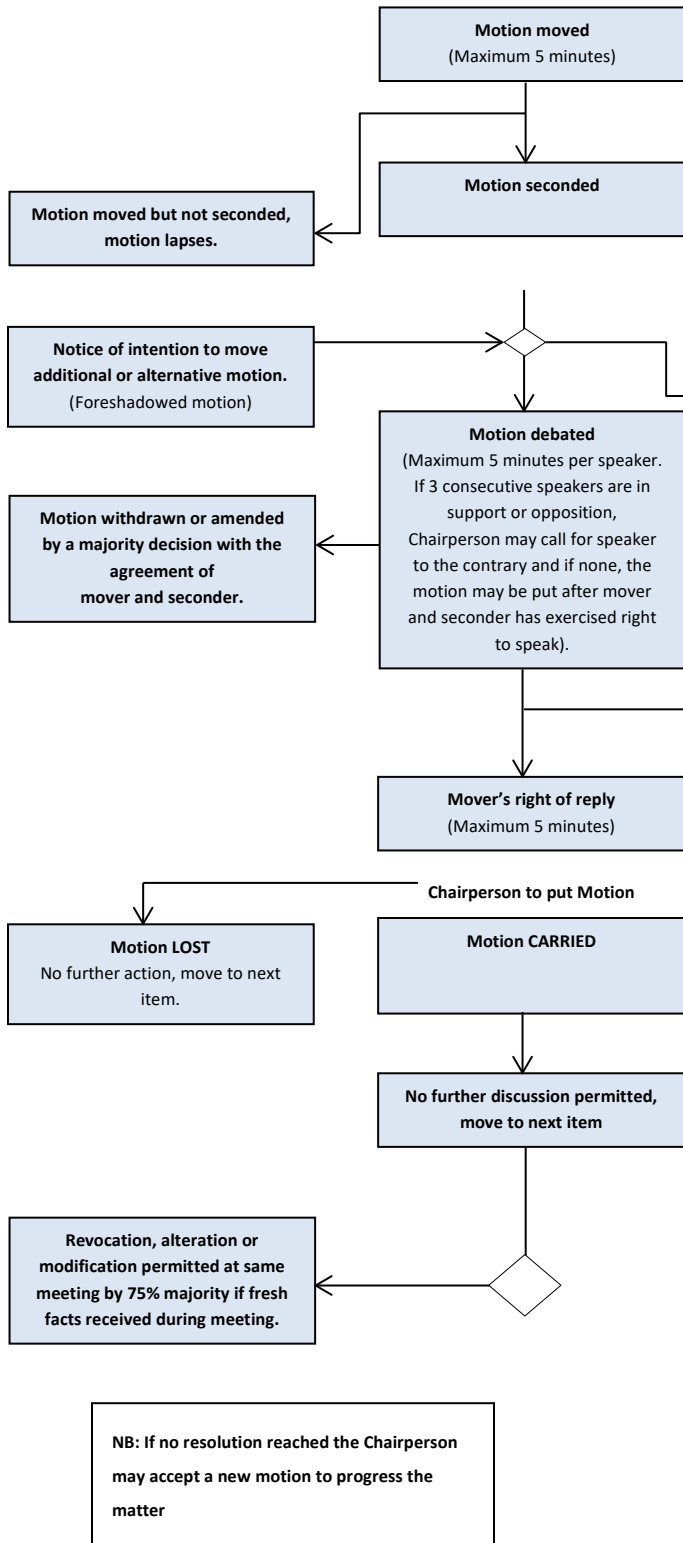 Motion moved
(Maximum 5 minutes)
Motion seconded
Motion moved but not seconded,
motion lapses.
Notice of intention to move
additional or alternative motion.
(Foreshadowed motion)
Motion debated
(Maximum 5 minutes per speaker.
If 3 consecutive speakers are in
support or opposition,
Chairperson may call for speaker
to the contrary and if none, the
motion may be put after mover
and seconder has exercised right
to speak).
Motion withdrawn or amended
by a majority decision with the
agreement of
mover and seconder.
Mover’s right of reply
(Maximum 5 minutes)
Chairperson to put Motion
Motion LOST
No further action, move to next
item.
Motion CARRIED
No further discussion permitted,
move to next item
Revocation, alteration or
modification permitted at same
meeting by 75% majority if fresh
facts received during meeting.
NB: If no resolution reached the Chairperson
may accept a new motion to progress the
matter